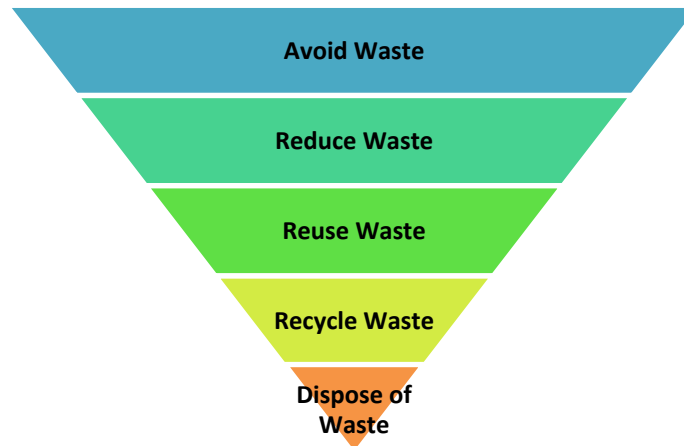 Avoid Waste
Reduce Waste
Reuse Waste
Recycle Waste
Dispose of
Waste